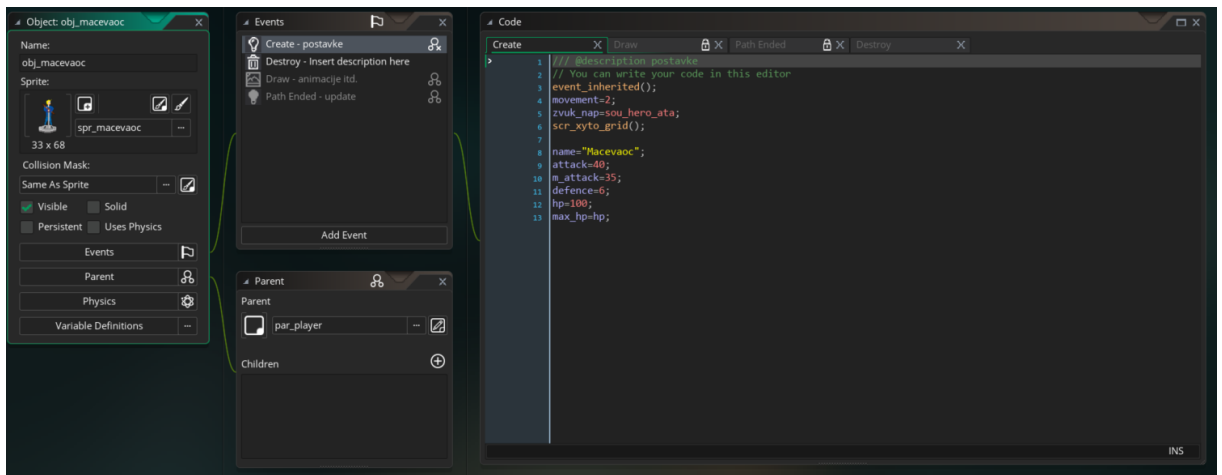 Object: obj_macevaoc
Name:
obj_macevaoc
Sprite:
spr_macevaoc
33 x 68
Collision Mask:
Same As Sprite
Visible
Solid
Persistent
Uses Physics
Events
Parent
Physics
Variable Definitions
Events
Create - postavke
Destroy - Insert description here
Draw - animacije itd.
Path Ended - update
Add Event
Parent
Parent
par_player
Children
Code
Create
Draw
Path Ended
Destroy
1 /// @description postavke
2 // You can write your code in this editor
3 event_inherited();
4 movement=2;
5 zvuk_nap=sou_hero_ata;
6 scr_xyto_grid();
7
8 name="Macevaoc";
9 attack=40;
10 m_attack=35;
11 defence=6;
12 hp=100;
13 max_hp=hp;
INS